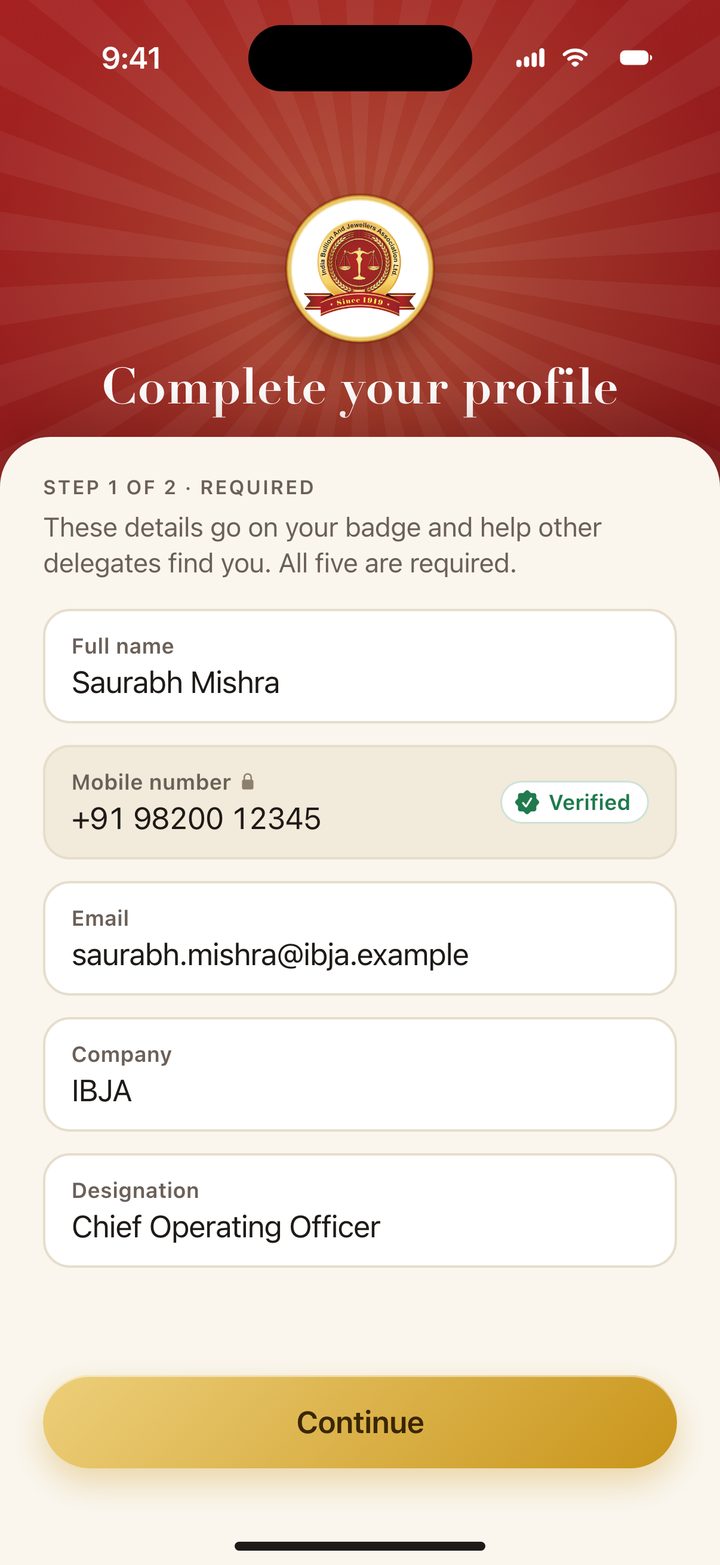 9:41
India Bullion And Jewellers Association Ltd.
Since 1919
Complete your profile
STEP 1 OF 2 · REQUIRED
These details go on your badge and help other
delegates find you. All five are required.
Full name
Saurabh Mishra
Mobile number
+91 98200 12345
Verified
Email
saurabh.mishra@ibja.example
Company
IBJA
Designation
Chief Operating Officer
Continue